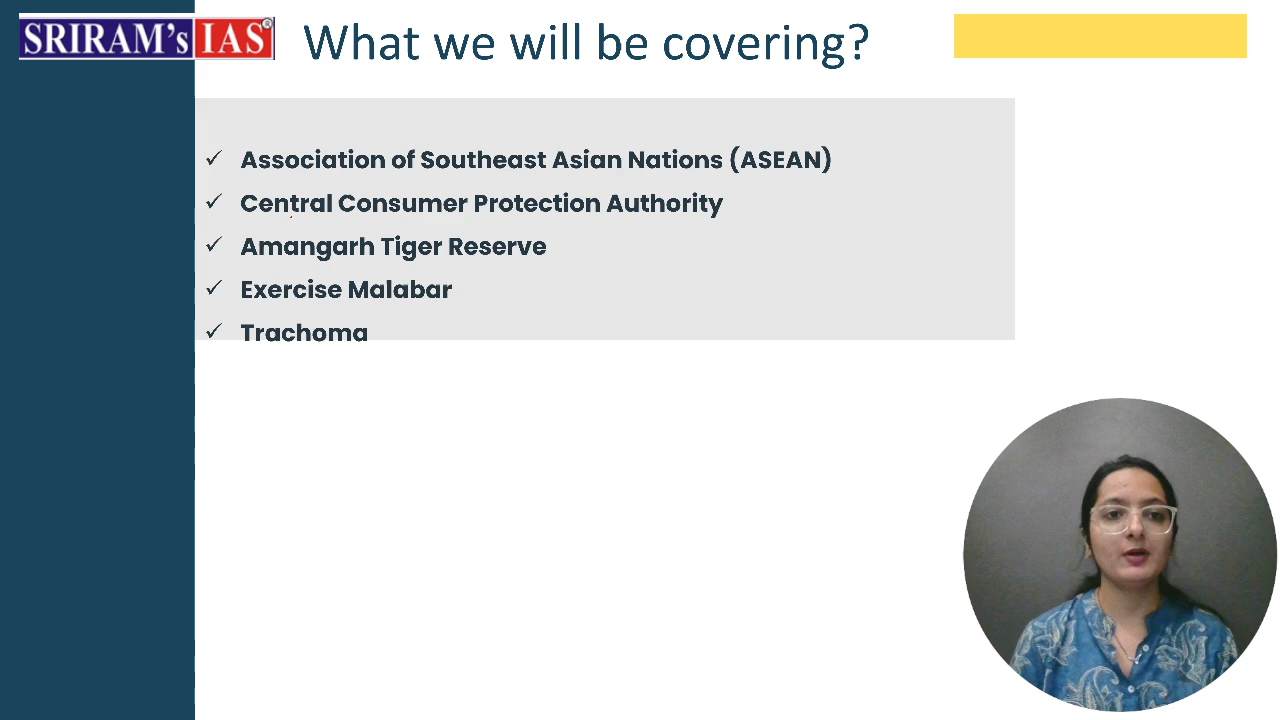 SRIRAM's IAS®
What we will be covering?
✓ Association of Southeast Asian Nations (ASEAN)
✓ Central Consumer Protection Authority
✓ Amangarh Tiger Reserve
✓ Exercise Malabar
✓ Trachoma